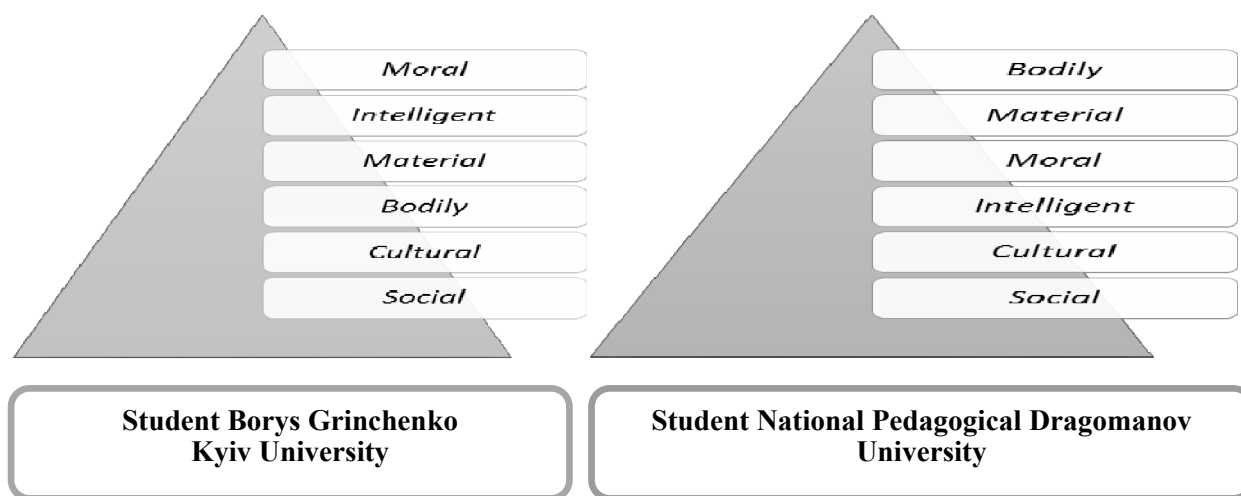 Moral
Intelligent
Material
Bodily
Cultural
Social
Student Borys Grinchenko
Kyiv University
Bodily
Material
Moral
Intelligent
Cultural
Social
Student National Pedagogical Dragomanov
University